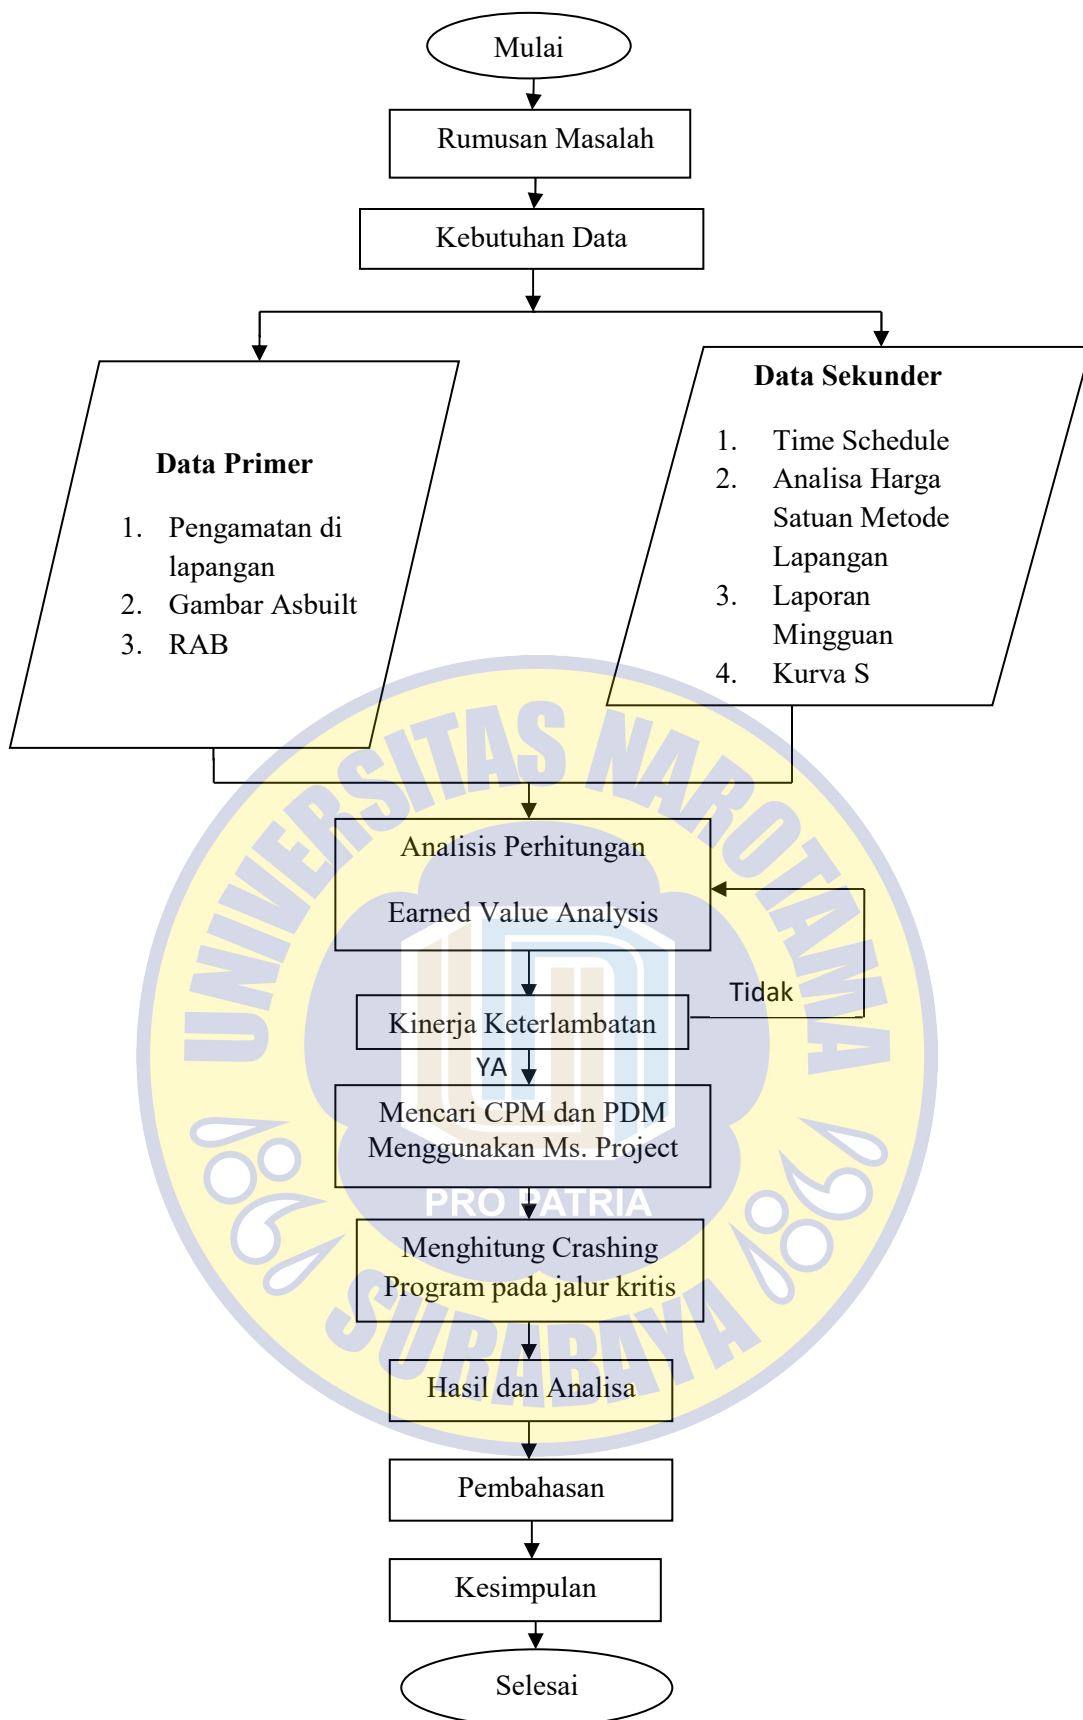 Mulai
Rumusan Masalah
Kebutuhan Data
Data Primer
1. Pengamatan di
lapangan
2. Gambar Asbuilt
3. RAB
Data Sekunder
1. Time Schedule
2. Analisa Harga
Satuan Metode
Lapangan
3. Laporan
Mingguan
4. Kurva S
UNIVERSITAS NAROTAMA
Analisis Perhitungan
Earned Value Analysis
Tidak
Kinerja Keterlambatan
YA
Mencari CPM dan PDM
Menggunakan Ms. Project
PRO PATRIA
Menghitung Crashing
Program pada jalur kritis
SURABAYA
Hasil dan Analisa
Pembahasan
Kesimpulan
Selesai